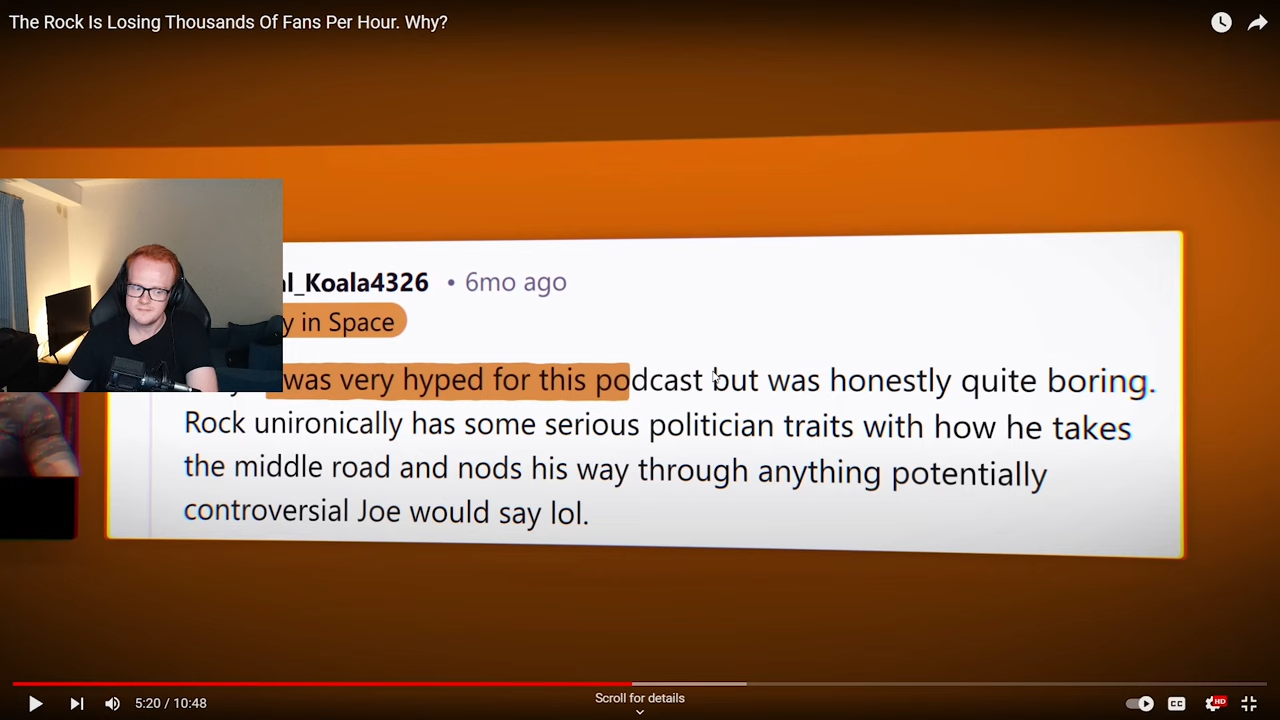 The Rock Is Losing Thousands Of Fans Per Hour. Why?
l_Koala4326 • 6mo ago
y in Space
was very hyped for this podcast but was honestly quite boring.
Rock unironically has some serious politician traits with how he takes
the middle road and nods his way through anything potentially
controversial Joe would say lol.
5:20 / 10:48
Scroll for details
CC
HD